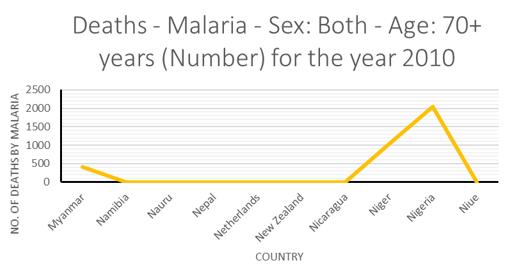 Deaths - Malaria - Sex: Both - Age: 70+
years (Number) for the year 2010
NO. OF DEATHS BY MALARIA
2500
2000
1500
1000
500
0
Myanmar
Namibia
Nauru
Nepal
Netherlands
New Zealand
Nicaragua
Niger
Nigeria
Niue
COUNTRY